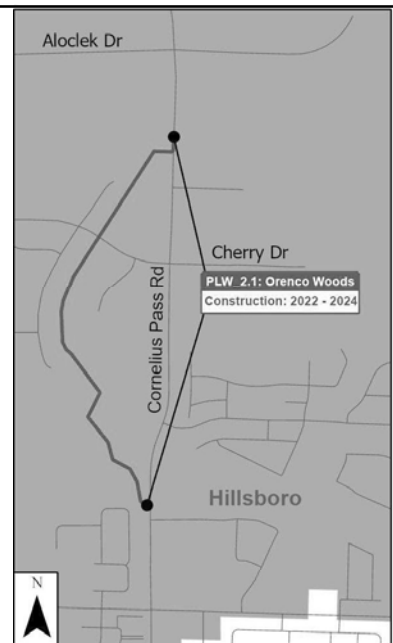 Aloclek Dr
Cherry Dr
PLW_2.1: Orenco Woods
Construction: 2022 - 2024
Cornelius Pass Rd
Hillsboro
N